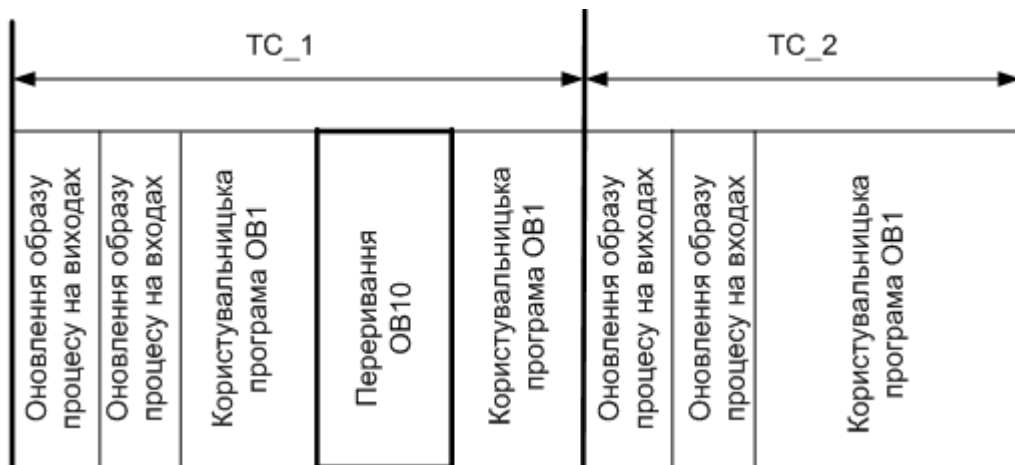 TC_1
TC_2
Оновлення образу
процесу на виходах
Оновлення образу
процесу на входах
Користувальницька
програма OB1
Переривання
OB10
Користувальницька
програма OB1
Оновлення образу
процесу на виходах
Оновлення образу
процесу на входах
Користувальницька
програма OB1